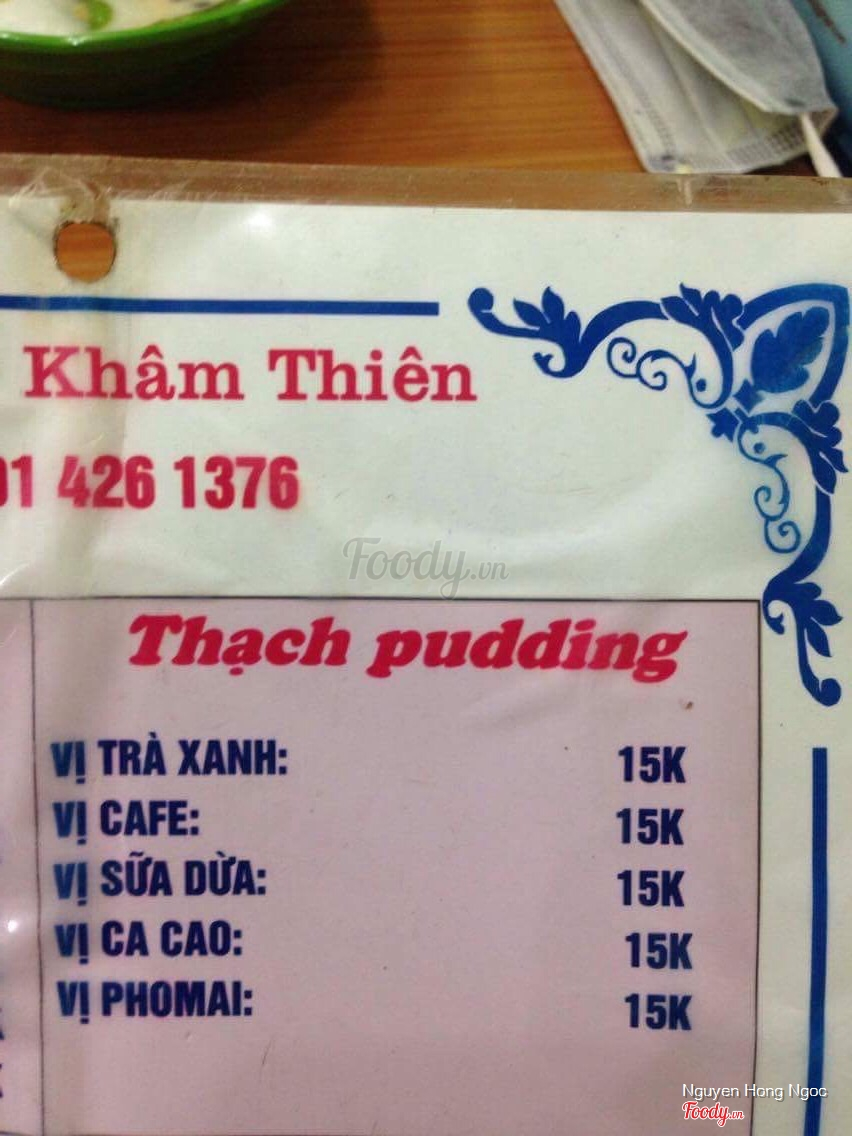 Khâm Thiên
1 426 1376
Foody.vn
Thạch pudding
VỊ TRÀ XANH: 15K
VỊ CAFE: 15K
VỊ SỮA DỪA: 15K
VỊ CA CAO: 15K
VỊ PHOMAI: 15K
Nguyen Hong Ngoc
Foody.vn